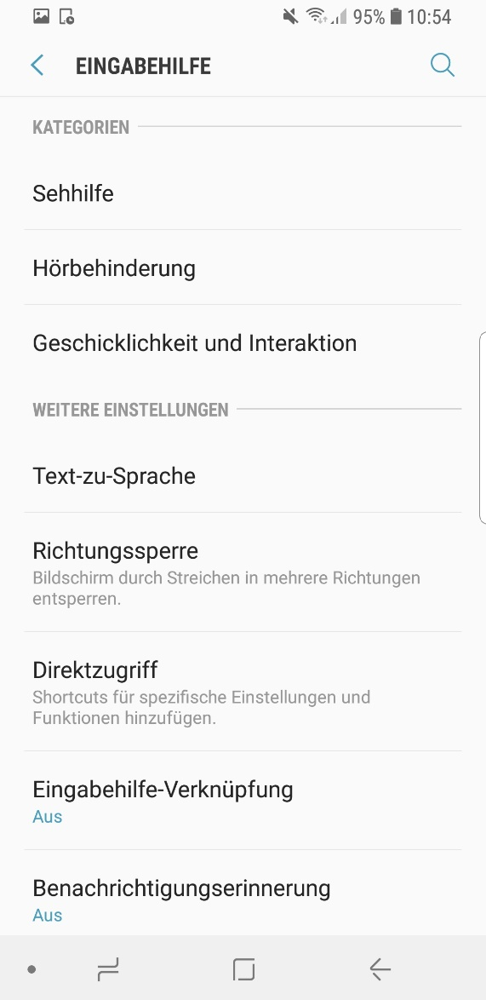 95% 10:54
EINGABEHILFE
KATEGORIEN
Sehhilfe
Hörbehinderung
Geschicklichkeit und Interaktion
WEITERE EINSTELLUNGEN
Text-zu-Sprache
Richtungssperre
Bildschirm durch Streichen in mehrere Richtungen
entsperren.
Direktzugriff
Shortcuts für spezifische Einstellungen und
Funktionen hinzufügen.
Eingabehilfe-Verknüpfung
Aus
Benachrichtigungserinnerung
Aus